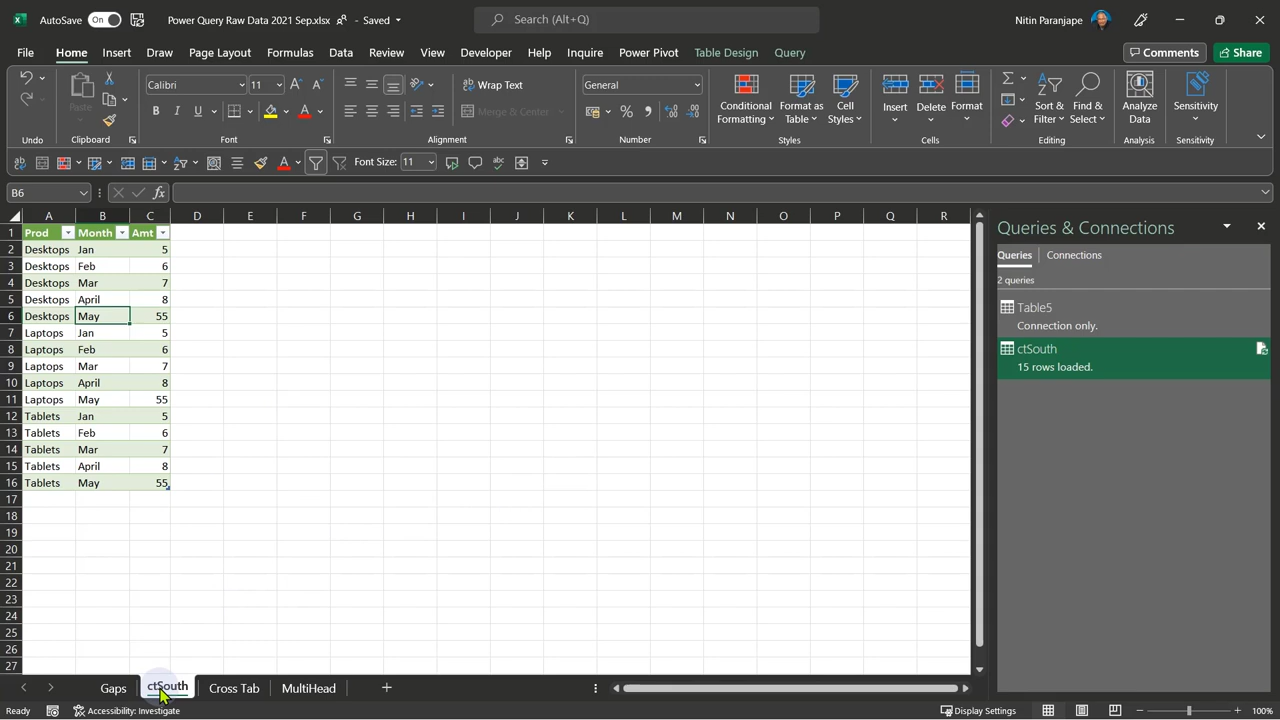 AutoSave On Power Query Raw Data 2021 Sep.xlsx - Saved Search (Alt+Q) Nitin Paranjape
File Home Insert Draw Page Layout Formulas Data Review View Developer Help Inquire Power Pivot Table Design Query Comments Share
Paste Calibri 11 Wrap Text General Conditional Formatting Format as Table Cell Styles Insert Delete Format Sort & Filter Find & Select Analyze Data Sensitivity
B I U Merge & Center
Undo Clipboard Font Alignment Number Styles Cells Editing Analysis Sensitivity
Font Size: 11
B6 fx
A B C D E F G H I J K L M N O P Q R
1 Prod Month Amt
2 Desktops Jan 5
3 Desktops Feb 6
4 Desktops Mar 7
5 Desktops April 8
6 Desktops May 55
7 Laptops Jan 5
8 Laptops Feb 6
9 Laptops Mar 7
10 Laptops April 8
11 Laptops May 55
12 Tablets Jan 5
13 Tablets Feb 6
14 Tablets Mar 7
15 Tablets April 8
16 Tablets May 55
17
18
19
20
21
22
23
24
25
26
27
Queries & Connections
Queries Connections
2 queries
Table5
Connection only.
ctSouth
15 rows loaded.
Gaps ctSouth Cross Tab MultiHead
Ready Accessibility: Investigate Display Settings 100%